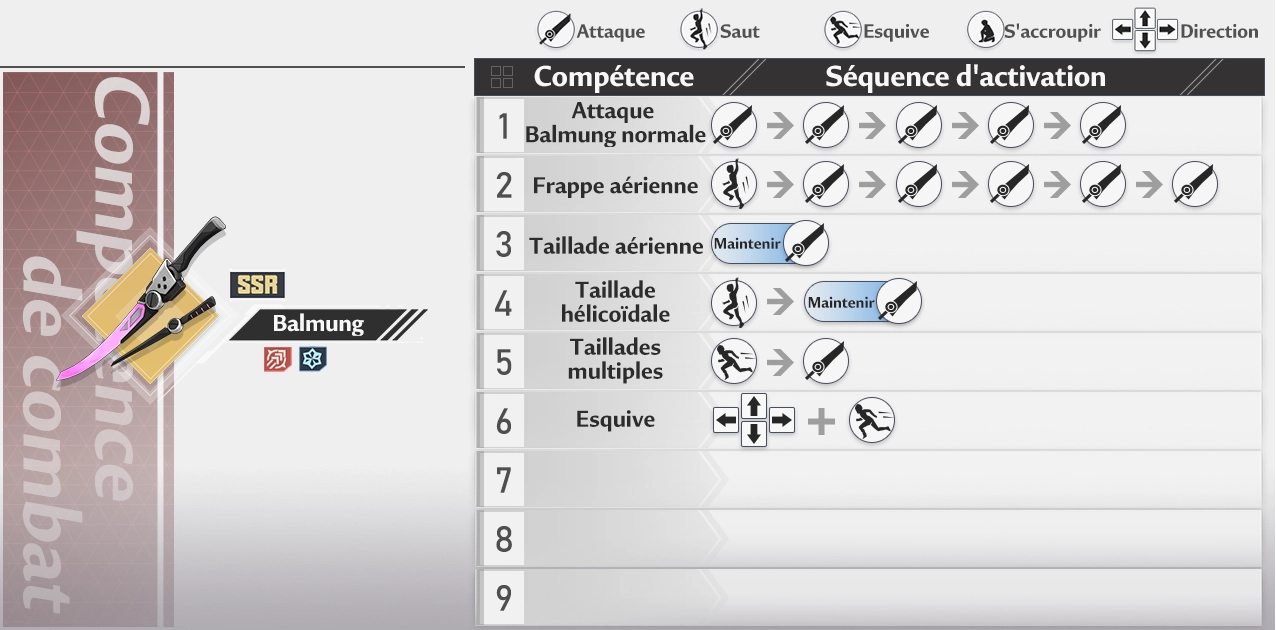 Attaque Saut Esquive S'accroupir Direction
Compétence Séquence d'activation
Compétence
de combat
SSR
Balmung
1 Attaque
Balmung normale
2 Frappe aérienne
3 Taillade aérienne Maintenir
4 Taillade
hélicoïdale Maintenir
5 Taillades
multiples
6 Esquive
7
8
9